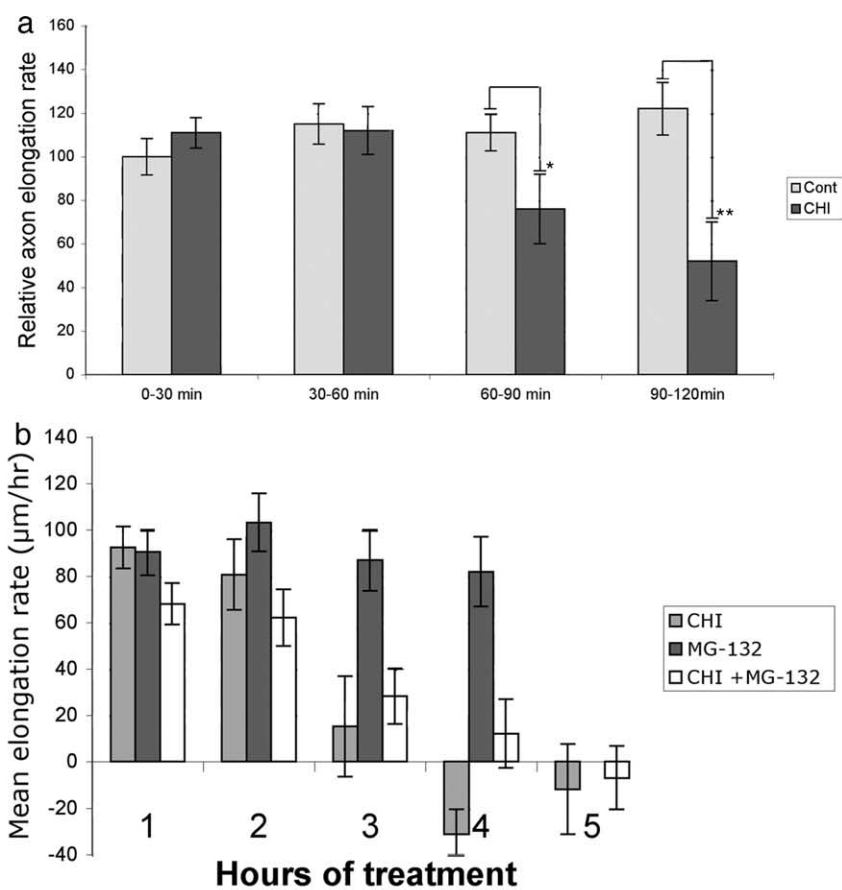 a
Relative axon elongation rate
160
140
120
100
80
60
40
20
0
*
**
Cont
CHI
0-30 min
30-60 min
60-90 min
90-120min
b
Mean elongation rate (µm/hr)
140
120
100
80
60
40
20
0
-20
-40
CHI
MG-132
CHI +MG-132
1
2
3
4
5
Hours of treatment